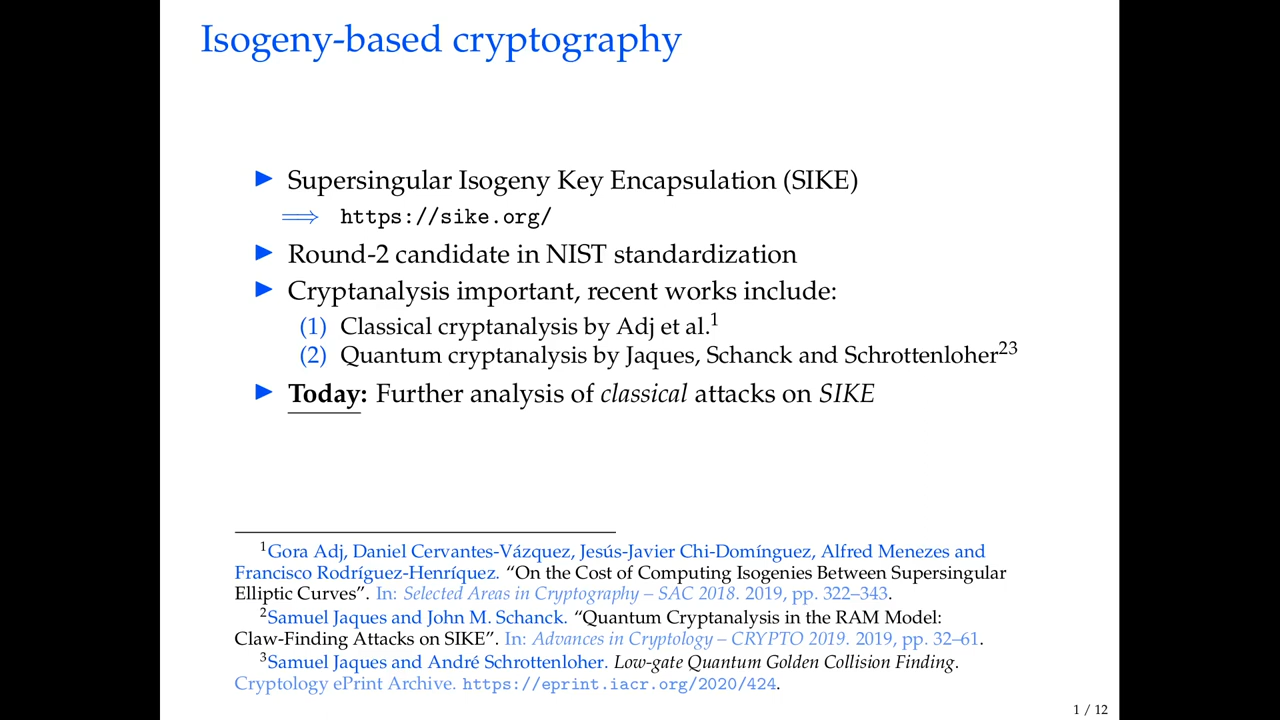 Isogeny-based cryptography
▶ Supersingular Isogeny Key Encapsulation (SIKE)
⟹ https://sike.org/
▶ Round-2 candidate in NIST standardization
▶ Cryptanalysis important, recent works include:
(1) Classical cryptanalysis by Adj et al.¹
(2) Quantum cryptanalysis by Jaques, Schanck and Schrottenloher²³
▶ Today: Further analysis of classical attacks on SIKE
¹Gora Adj, Daniel Cervantes-Vázquez, Jesús-Javier Chi-Domínguez, Alfred Menezes and
Francisco Rodríguez-Henríquez. “On the Cost of Computing Isogenies Between Supersingular
Elliptic Curves”. In: Selected Areas in Cryptography – SAC 2018. 2019, pp. 322–343.
²Samuel Jaques and John M. Schanck. “Quantum Cryptanalysis in the RAM Model:
Claw-Finding Attacks on SIKE”. In: Advances in Cryptology – CRYPTO 2019. 2019, pp. 32–61.
³Samuel Jaques and André Schrottenloher. Low-gate Quantum Golden Collision Finding.
Cryptology ePrint Archive. https://eprint.iacr.org/2020/424.
1 / 12